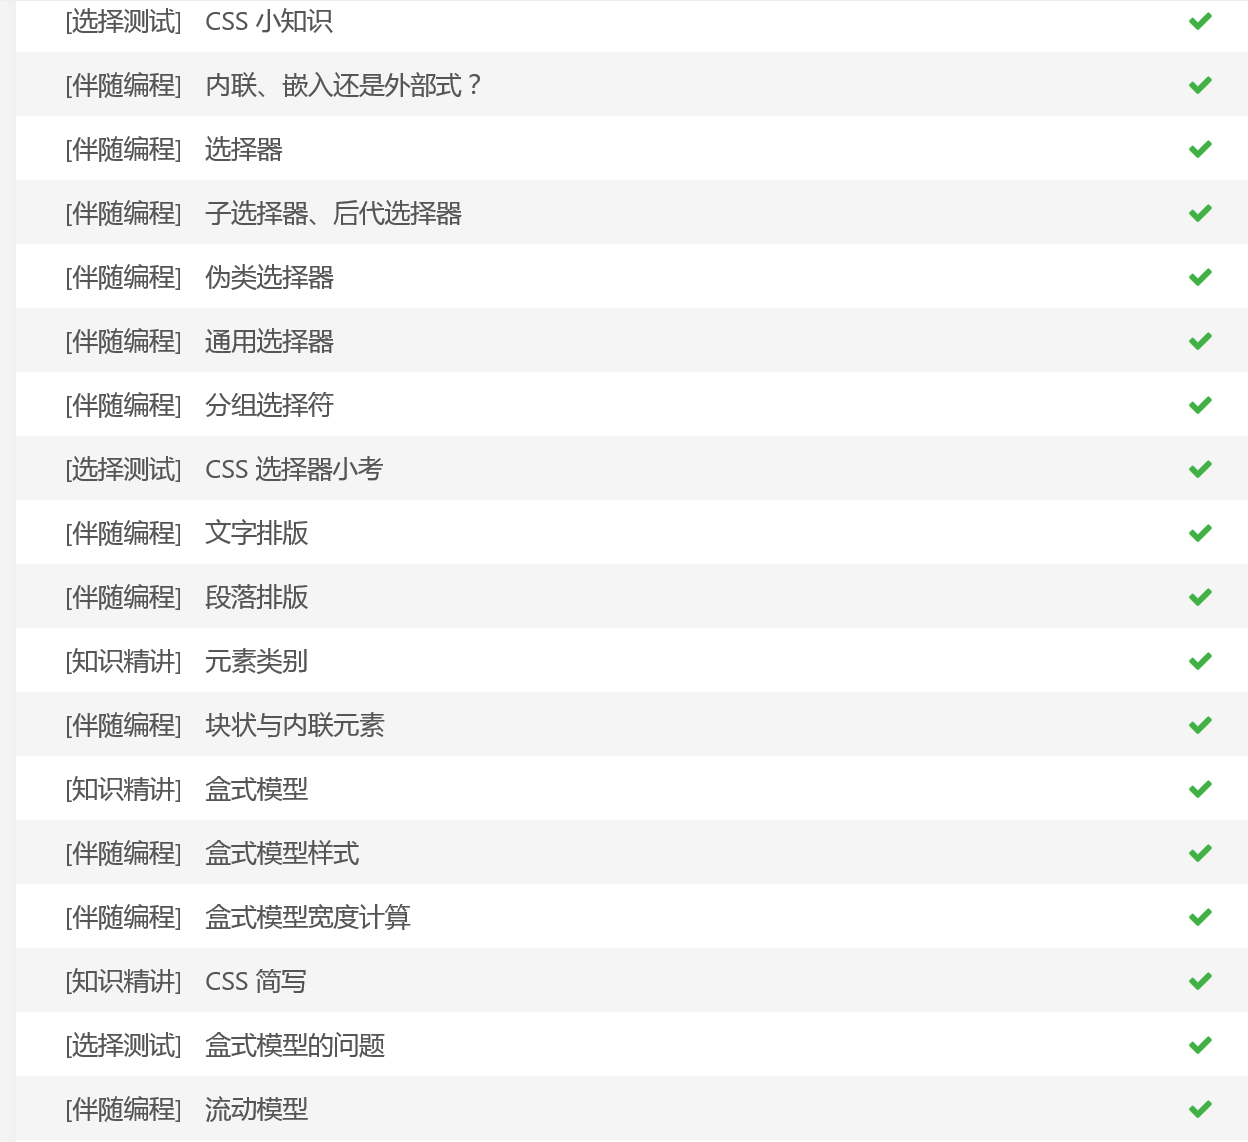 [选择测试] CSS 小知识
[伴随编程] 内联、嵌入还是外部式？
[伴随编程] 选择器
[伴随编程] 子选择器、后代选择器
[伴随编程] 伪类选择器
[伴随编程] 通用选择器
[伴随编程] 分组选择符
[选择测试] CSS 选择器小考
[伴随编程] 文字排版
[伴随编程] 段落排版
[知识精讲] 元素类别
[伴随编程] 块状与内联元素
[知识精讲] 盒式模型
[伴随编程] 盒式模型样式
[伴随编程] 盒式模型宽度计算
[知识精讲] CSS 简写
[选择测试] 盒式模型的问题
[伴随编程] 流动模型